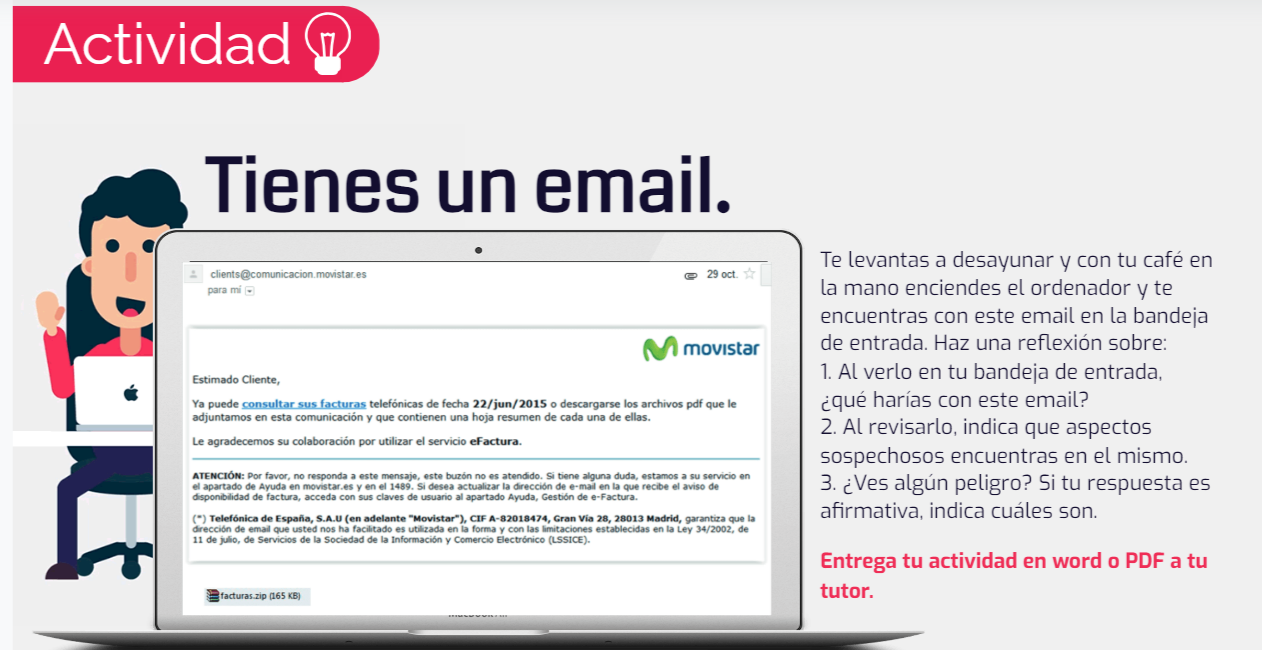 Actividad
Tienes un email.
clients@comunicacion.movistar.es
29 oct.
para mí
movistar
Estimado Cliente,
Ya puede consultar sus facturas telefónicas de fecha 22/jun/2015 o descargarse los archivos pdf que le
adjuntamos en esta comunicación y que contienen una hoja resumen de cada una de ellas.
Le agradecemos su colaboración por utilizar el servicio eFactura.
ATENCIÓN: Por favor, no responda a este mensaje, este buzón no es atendido. Si tiene alguna duda, estamos a su servicio en
el apartado de Ayuda en movistar.es y en el 1489. Si desea actualizar la dirección de e-mail en la que recibe el aviso de
disponibilidad de factura, acceda con sus claves de usuario al apartado Ayuda, Gestión de e-Factura.
(*) Telefónica de España, S.A.U (en adelante "Movistar"), CIF A-82018474, Gran Vía 28, 28013 Madrid, garantiza que la
dirección de email que usted nos ha facilitado es utilizada en la forma y con las limitaciones establecidas en la Ley 34/2002, de
11 de julio, de Servicios de la Sociedad de la Información y Comercio Electrónico (LSSICE).
facturas.zip (165 KB)
Te levantas a desayunar y con tu café en
la mano enciendes el ordenador y te
encuentras con este email en la bandeja
de entrada. Haz una reflexión sobre:
1. Al verlo en tu bandeja de entrada,
¿qué harías con este email?
2. Al revisarlo, indica que aspectos
sospechosos encuentras en el mismo.
3. ¿Ves algún peligro? Si tu respuesta es
afirmativa, indica cuáles son.
Entrega tu actividad en word o PDF a tu
tutor.